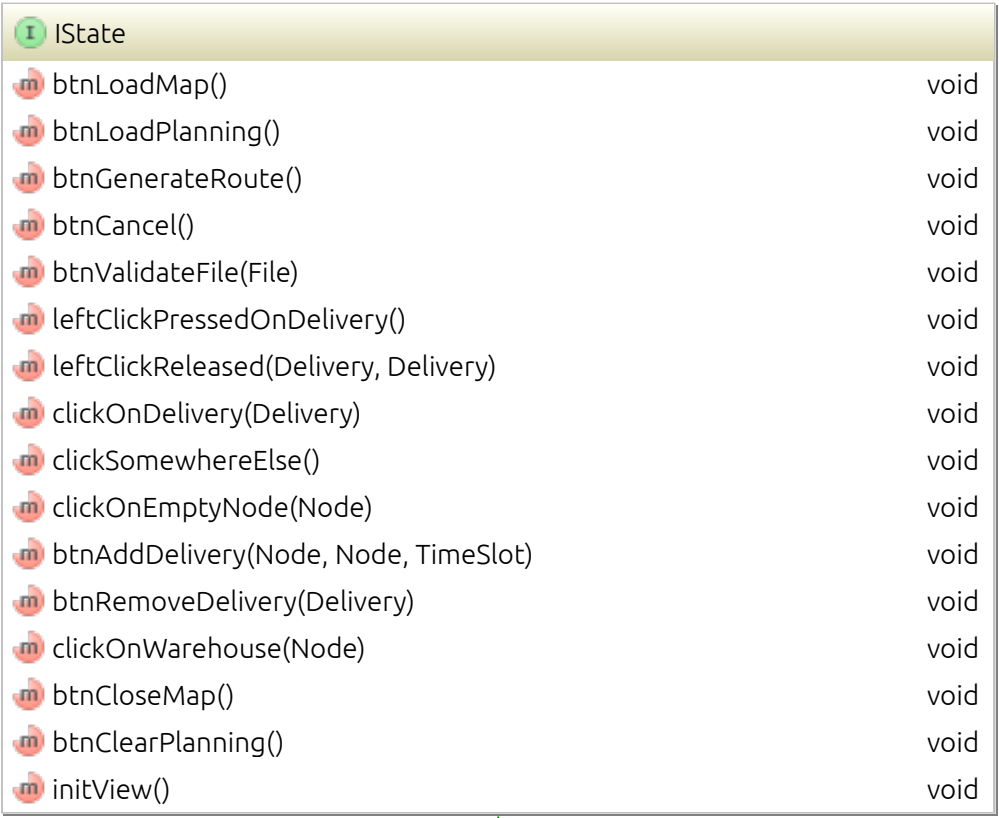 I IState
m btnLoadMap() void
m btnLoadPlanning() void
m btnGenerateRoute() void
m btnCancel() void
m btnValidateFile(File) void
m leftClickPressedOnDelivery() void
m leftClickReleased(Delivery, Delivery) void
m clickOnDelivery(Delivery) void
m clickSomewhereElse() void
m clickOnEmptyNode(Node) void
m btnAddDelivery(Node, Node, TimeSlot) void
m btnRemoveDelivery(Delivery) void
m clickOnWarehouse(Node) void
m btnCloseMap() void
m btnClearPlanning() void
m initView() void